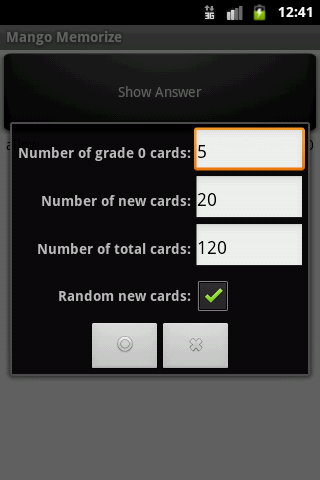 3G
12:41
Mango Memorize
Show Answer
Number of grade 0 cards: 5
Number of new cards: 20
Number of total cards: 120
Random new cards: